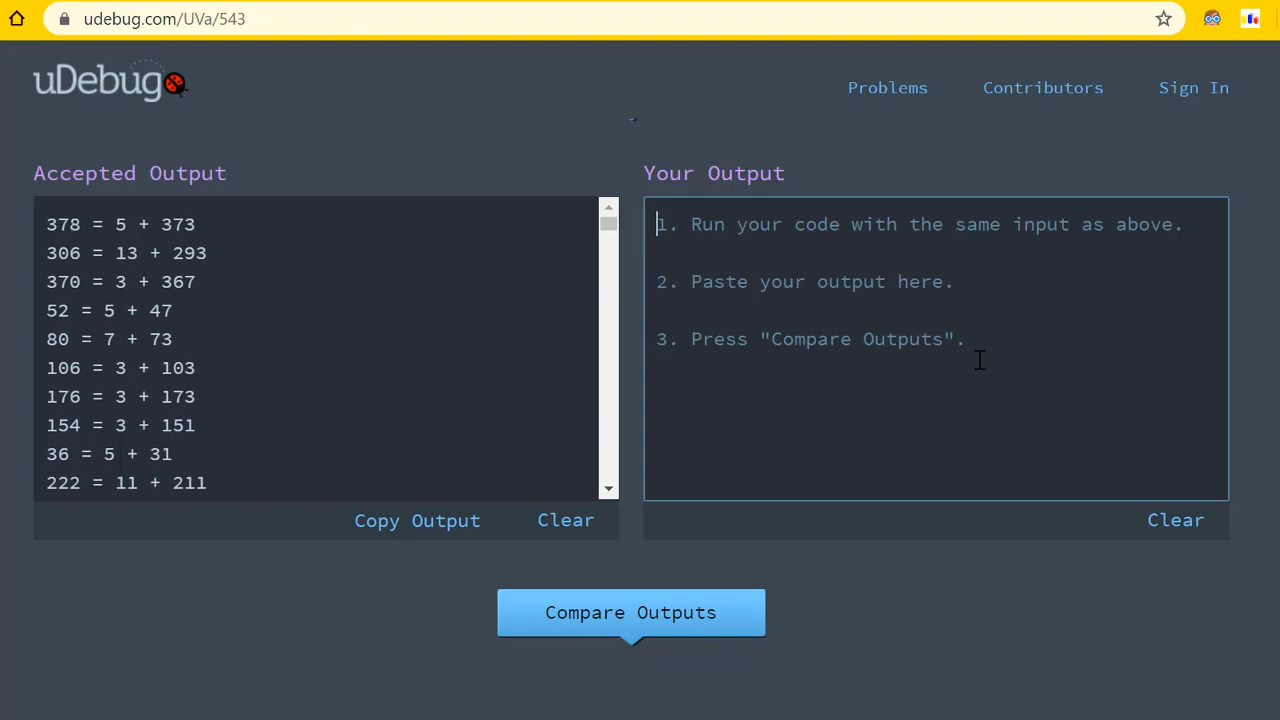 udebug.com/UVa/543
uDebug
Problems
Contributors
Sign In
Accepted Output
378 = 5 + 373
306 = 13 + 293
370 = 3 + 367
52 = 5 + 47
80 = 7 + 73
106 = 3 + 103
176 = 3 + 173
154 = 3 + 151
36 = 5 + 31
222 = 11 + 211
Copy Output
Clear
Your Output
1. Run your code with the same input as above.
2. Paste your output here.
3. Press "Compare Outputs".
Clear
Compare Outputs